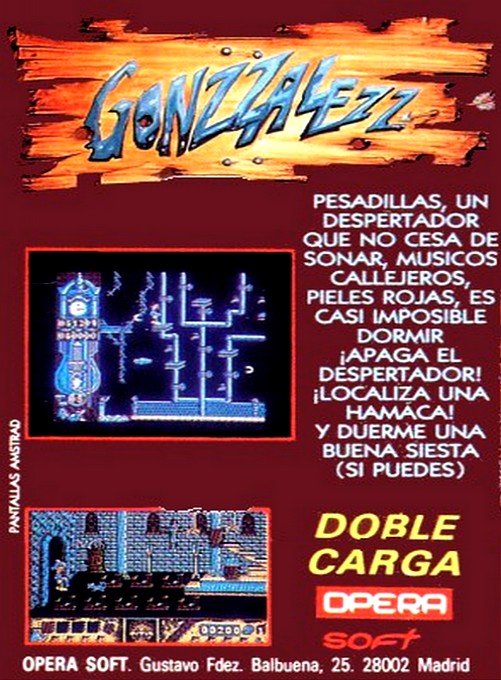 GONZZALEZZ
PESADILLAS, UN
DESPERTADOR
QUE NO CESA DE
SONAR, MUSICOS
CALLEJEROS,
PIELES ROJAS, ES
CASI IMPOSIBLE
DORMIR
¡APAGA EL
DESPERTADOR!
¡LOCALIZA UNA
HAMACA!
Y DUERME UNA
BUENA SIESTA
(SI PUEDES)
PANTALLAS AMSTRAD
00200
DOBLE
CARGA
OPERA
SOFT
OPERA SOFT. Gustavo Fdez. Balbuena, 25. 28002 Madrid